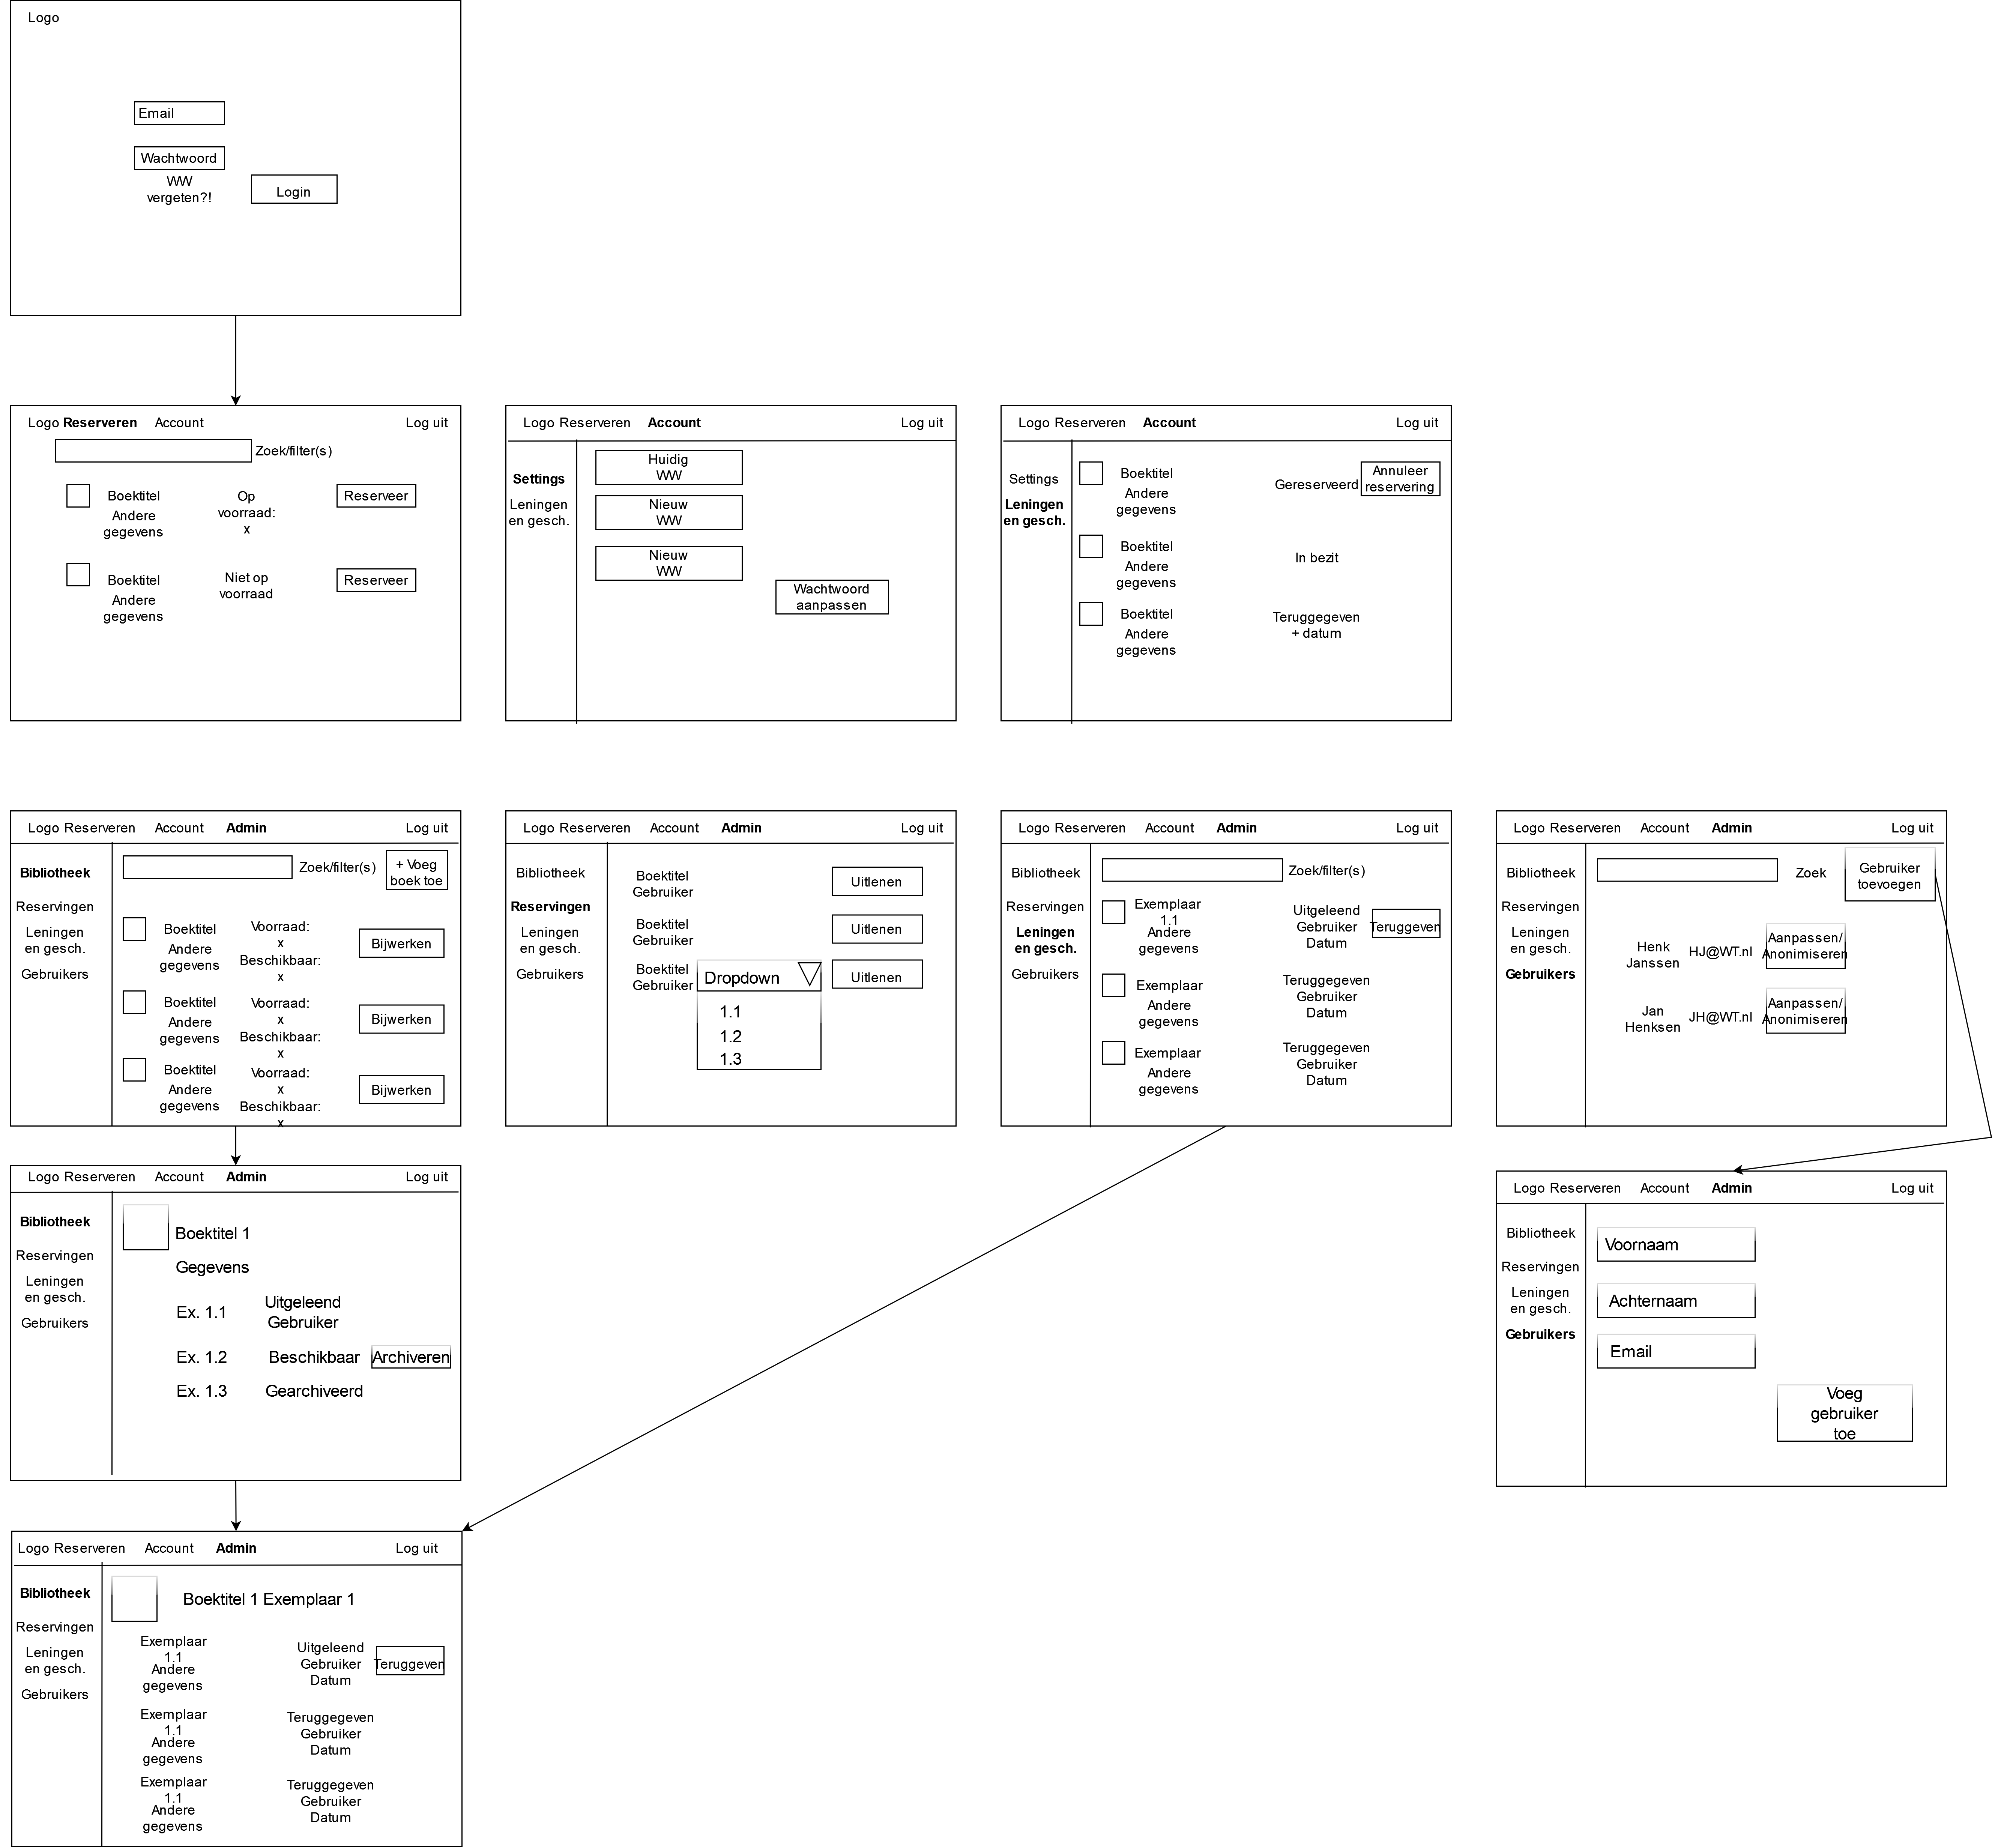 Logo
Email
Wachtwoord
WW
vergeten?!
Login
Logo Reserveren Account Log uit
Zoek/filter(s)
Boektitel
Andere
gegevens
Op
voorraad:
x
Reserveer
Boektitel
Andere
gegevens
Niet op
voorraad
Reserveer
Logo Reserveren Account Log uit
Settings
Leningen
en gesch.
Huidig
WW
Nieuw
WW
Nieuw
WW
Wachtwoord
aanpassen
Logo Reserveren Account Log uit
Settings
Leningen
en gesch.
Boektitel
Andere
gegevens
Gereserveerd
Annuleer
reservering
Boektitel
Andere
gegevens
In bezit
Boektitel
Andere
gegevens
Teruggegeven
+ datum
Logo Reserveren Account Admin Log uit
Bibliotheek
Reservingen
Leningen
en gesch.
Gebruikers
Zoek/filter(s)
+ Voeg
boek toe
Boektitel
Andere
gegevens
Voorraad:
x
Beschikbaar:
x
Bijwerken
Boektitel
Andere
gegevens
Voorraad:
x
Beschikbaar:
x
Bijwerken
Boektitel
Andere
gegevens
Voorraad:
x
Beschikbaar:
x
Bijwerken
Logo Reserveren Account Admin Log uit
Bibliotheek
Reservingen
Leningen
en gesch.
Gebruikers
Boektitel
Gebruiker
Uitlenen
Boektitel
Gebruiker
Uitlenen
Boektitel
Gebruiker
Dropdown
1.1
1.2
1.3
Uitlenen
Logo Reserveren Account Admin Log uit
Bibliotheek
Reservingen
Leningen
en gesch.
Gebruikers
Zoek/filter(s)
Exemplaar
1.1
Andere
gegevens
Uitgeleend
Gebruiker
Datum
Teruggeven
Exemplaar
Andere
gegevens
Teruggegeven
Gebruiker
Datum
Exemplaar
Andere
gegevens
Teruggegeven
Gebruiker
Datum
Logo Reserveren Account Admin Log uit
Bibliotheek
Reservingen
Leningen
en gesch.
Gebruikers
Zoek
Gebruiker
toevoegen
Henk
Janssen
HJ@WT.nl
Aanpassen/
Anonimiseren
Jan
Henksen
JH@WT.nl
Aanpassen/
Anonimiseren
Logo Reserveren Account Admin Log uit
Bibliotheek
Reservingen
Leningen
en gesch.
Gebruikers
Boektitel 1
Gegevens
Ex. 1.1
Uitgeleend
Gebruiker
Ex. 1.2
Beschikbaar
Archiveren
Ex. 1.3
Gearchiveerd
Logo Reserveren Account Admin Log uit
Bibliotheek
Reservingen
Leningen
en gesch.
Gebruikers
Voornaam
Achternaam
Email
Voeg
gebruiker
toe
Logo Reserveren Account Admin Log uit
Bibliotheek
Reservingen
Leningen
en gesch.
Gebruikers
Boektitel 1 Exemplaar 1
Exemplaar
1.1
Andere
gegevens
Uitgeleend
Gebruiker
Datum
Teruggeven
Exemplaar
1.1
Andere
gegevens
Teruggegeven
Gebruiker
Datum
Exemplaar
1.1
Andere
gegevens
Teruggegeven
Gebruiker
Datum